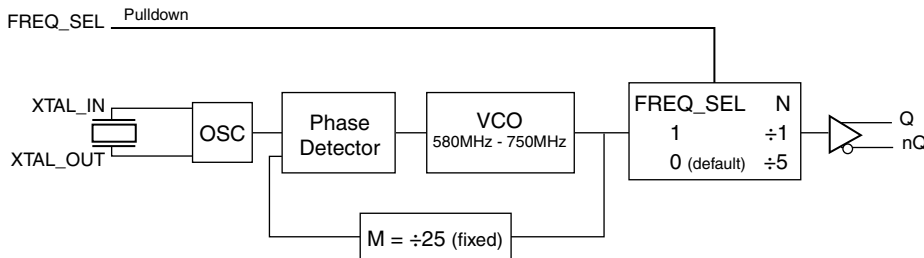 FREQ_SEL Pulldown
XTAL_IN
XTAL_OUT
OSC
Phase
Detector
VCO
580MHz - 750MHz
FREQ_SEL N
1 ÷1
0 (default) ÷5
Q
nQ
M = ÷25 (fixed)